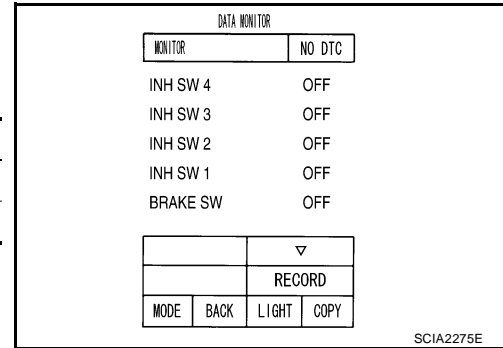 DATA MONITOR
MONITOR NO DTC
INH SW 4 OFF
INH SW 3 OFF
INH SW 2 OFF
INH SW 1 OFF
BRAKE SW OFF
▽
RECORD
MODE BACK LIGHT COPY
SCIA2275E